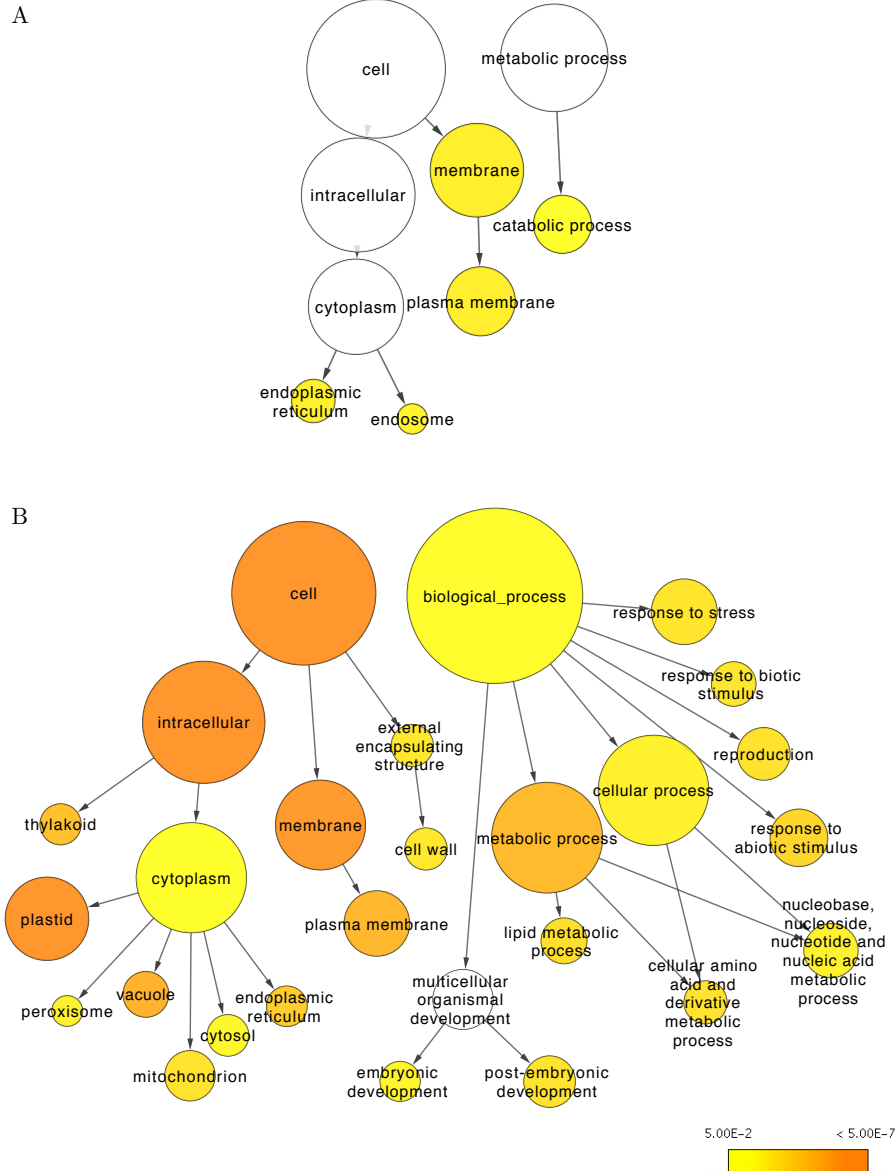 A
cell
metabolic process
membrane
intracellular
catabolic process
plasma membrane
cytoplasm
endoplasmic
reticulum
endosome
B
cell
biological_process
response to stress
response to biotic
stimulus
intracellular
external
encapsulating
structure
reproduction
cellular process
thylakoid
membrane
cell wall
metabolic process
response to
abiotic stimulus
cytoplasm
plastid
plasma membrane
lipid metabolic
process
nucleobase,
nucleoside,
nucleotide and
nucleic acid
metabolic
process
peroxisome
vacuole
endoplasmic
reticulum
multicellular
organismal
development
cellular amino
acid and
derivative
metabolic
process
cytosol
mitochondrion
embryonic
development
post-embryonic
development
5.00E-2
< 5.00E-7